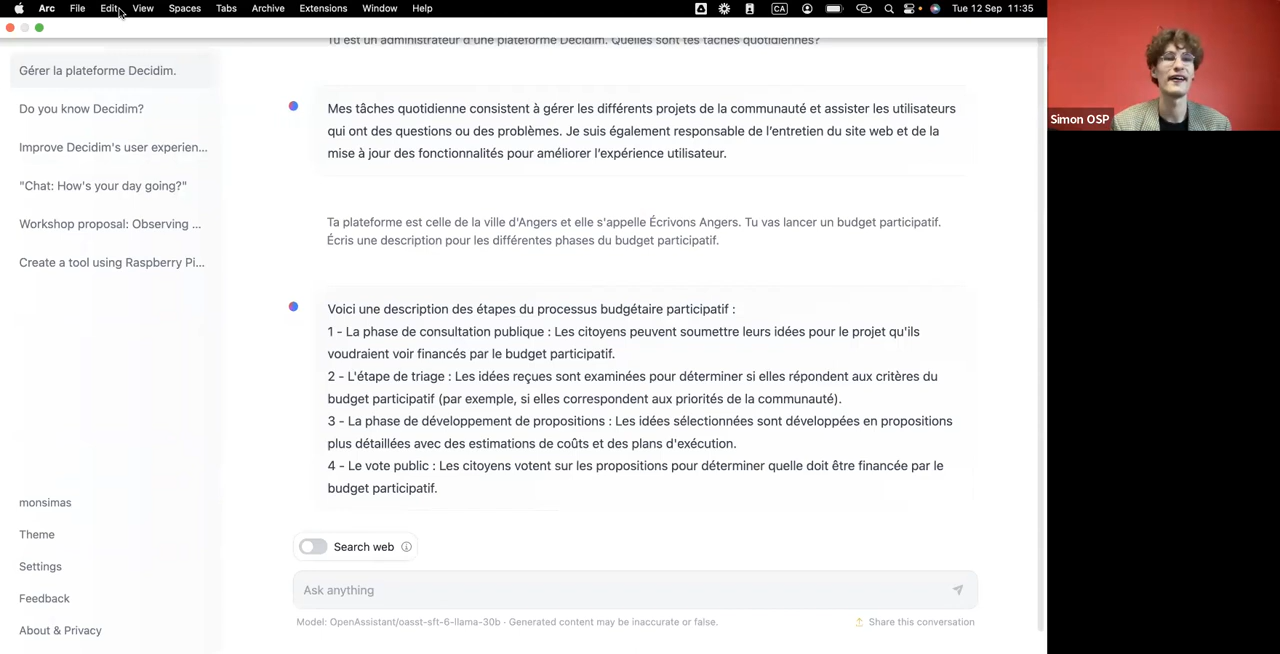 Arc File Edit View Spaces Tabs Archive Extensions Window Help CA Tue 12 Sep 11:35
Tu est un administrateur d'une plateforme Decidim. Quelles sont tes tâches quotidiennes?
Gérer la plateforme Decidim.
Do you know Decidim?
Improve Decidim's user experien...
"Chat: How's your day going?"
Workshop proposal: Observing ...
Create a tool using Raspberry Pi...
monsimas
Theme
Settings
Feedback
About & Privacy
Mes tâches quotidienne consistent à gérer les différents projets de la communauté et assister les utilisateurs
qui ont des questions ou des problèmes. Je suis également responsable de l'entretien du site web et de la
mise à jour des fonctionnalités pour améliorer l'expérience utilisateur.
Ta plateforme est celle de la ville d'Angers et elle s'appelle Écrivons Angers. Tu vas lancer un budget participatif.
Écris une description pour les différentes phases du budget participatif.
Voici une description des étapes du processus budgétaire participatif :
1 - La phase de consultation publique : Les citoyens peuvent soumettre leurs idées pour le projet qu'ils
voudraient voir financés par le budget participatif.
2 - L'étape de triage : Les idées reçues sont examinées pour déterminer si elles répondent aux critères du
budget participatif (par exemple, si elles correspondent aux priorités de la communauté).
3 - La phase de développement de propositions : Les idées sélectionnées sont développées en propositions
plus détaillées avec des estimations de coûts et des plans d'exécution.
4 - Le vote public : Les citoyens votent sur les propositions pour déterminer quelle doit être financée par le
budget participatif.
Search web
Ask anything
Model: OpenAssistant/oasst-sft-6-llama-30b · Generated content may be inaccurate or false.
Share this conversation
Simon OSP